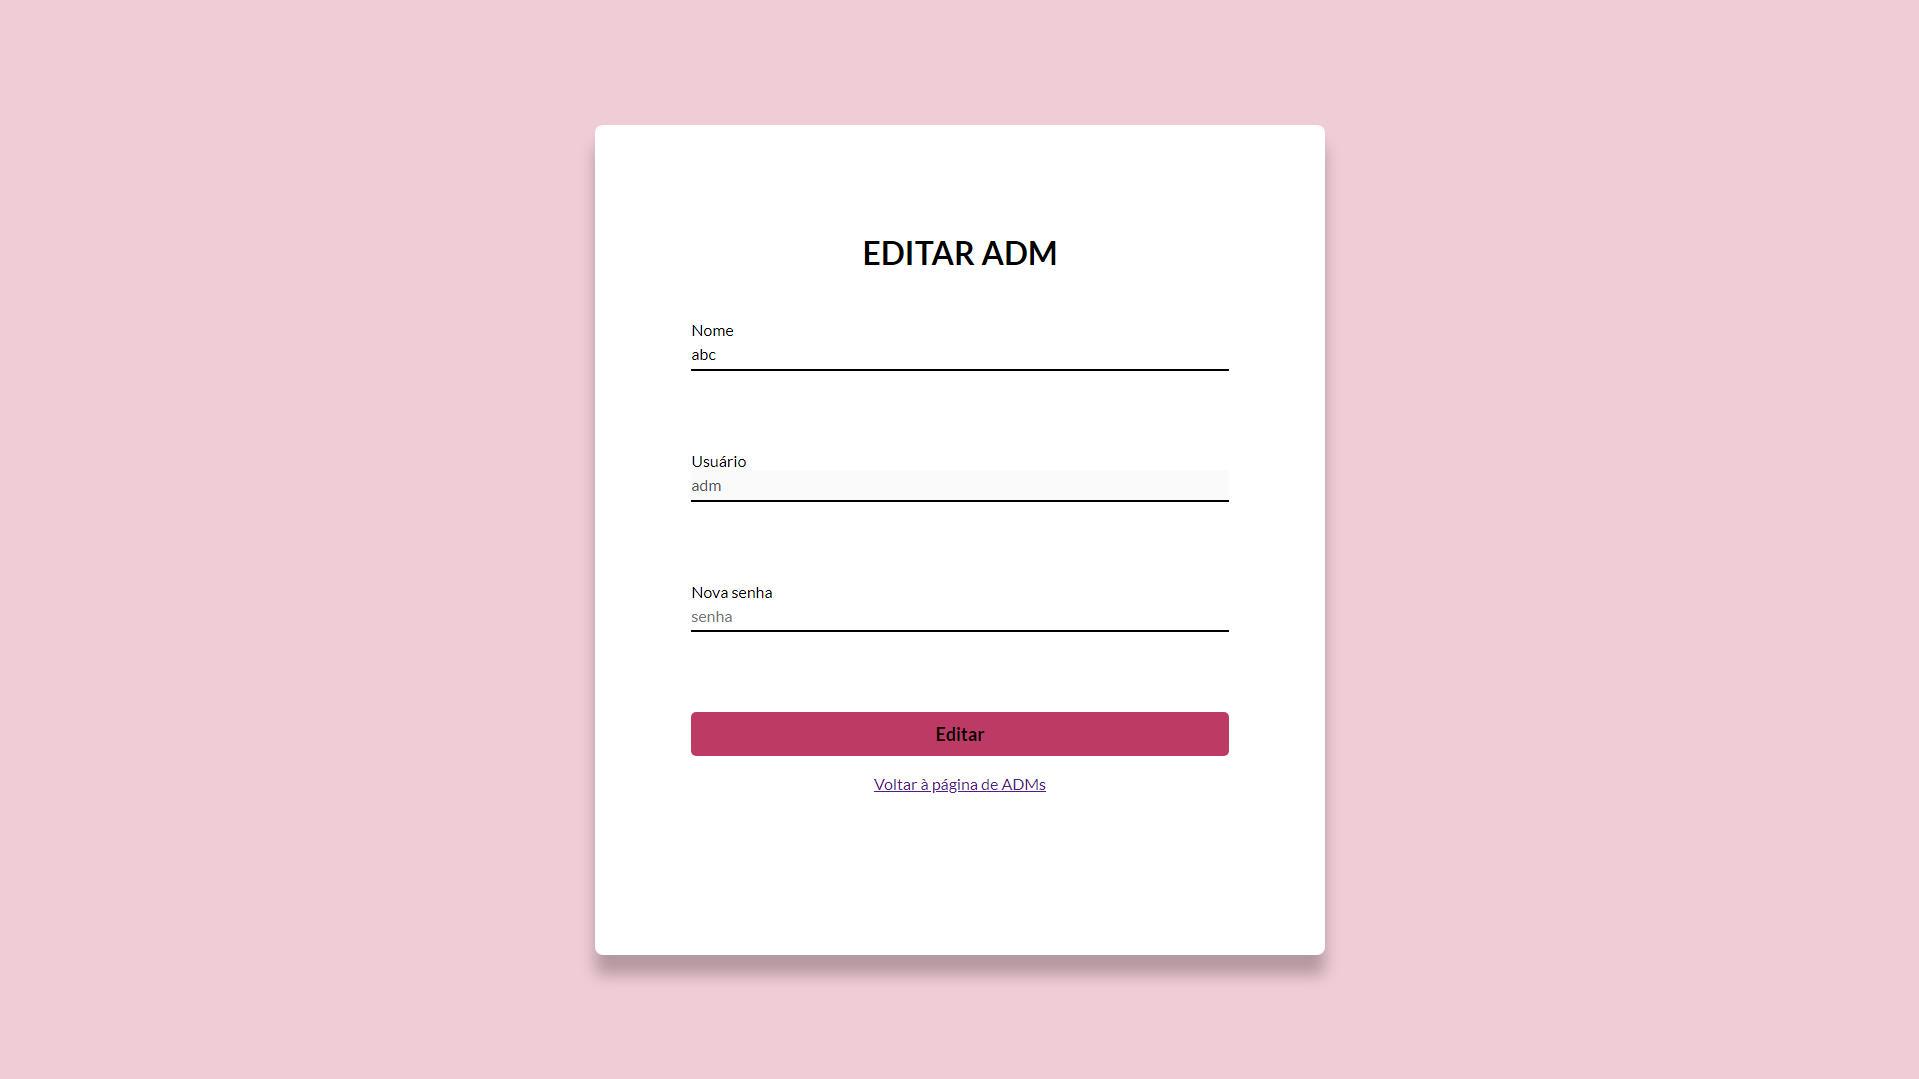 EDITAR ADM
Nome
abc
Usuário
adm
Nova senha
senha
Editar
Voltar à página de ADMs